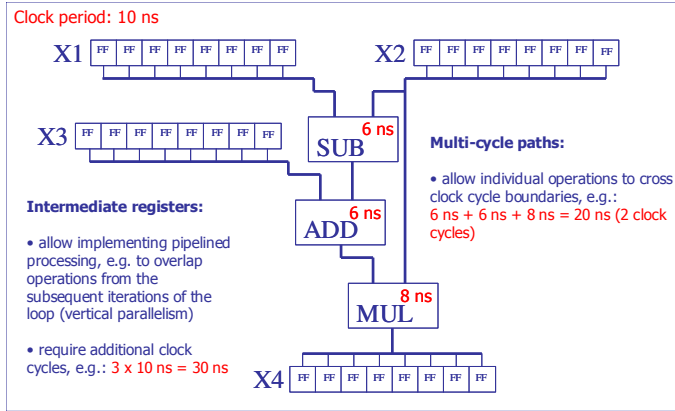 Clock period: 10 ns
X1
FF FF FF FF FF FF FF FF
X2
FF FF FF FF FF FF FF FF
X3
FF FF FF FF FF FF FF FF
6 ns
SUB
6 ns
ADD
8 ns
MUL
Multi-cycle paths:
• allow individual operations to cross
clock cycle boundaries, e.g.:
6 ns + 6 ns + 8 ns = 20 ns (2 clock
cycles)
Intermediate registers:
• allow implementing pipelined
processing, e.g. to overlap
operations from the
subsequent iterations of the
loop (vertical parallelism)
• require additional clock
cycles, e.g.: 3 x 10 ns = 30 ns
X4
FF FF FF FF FF FF FF FF